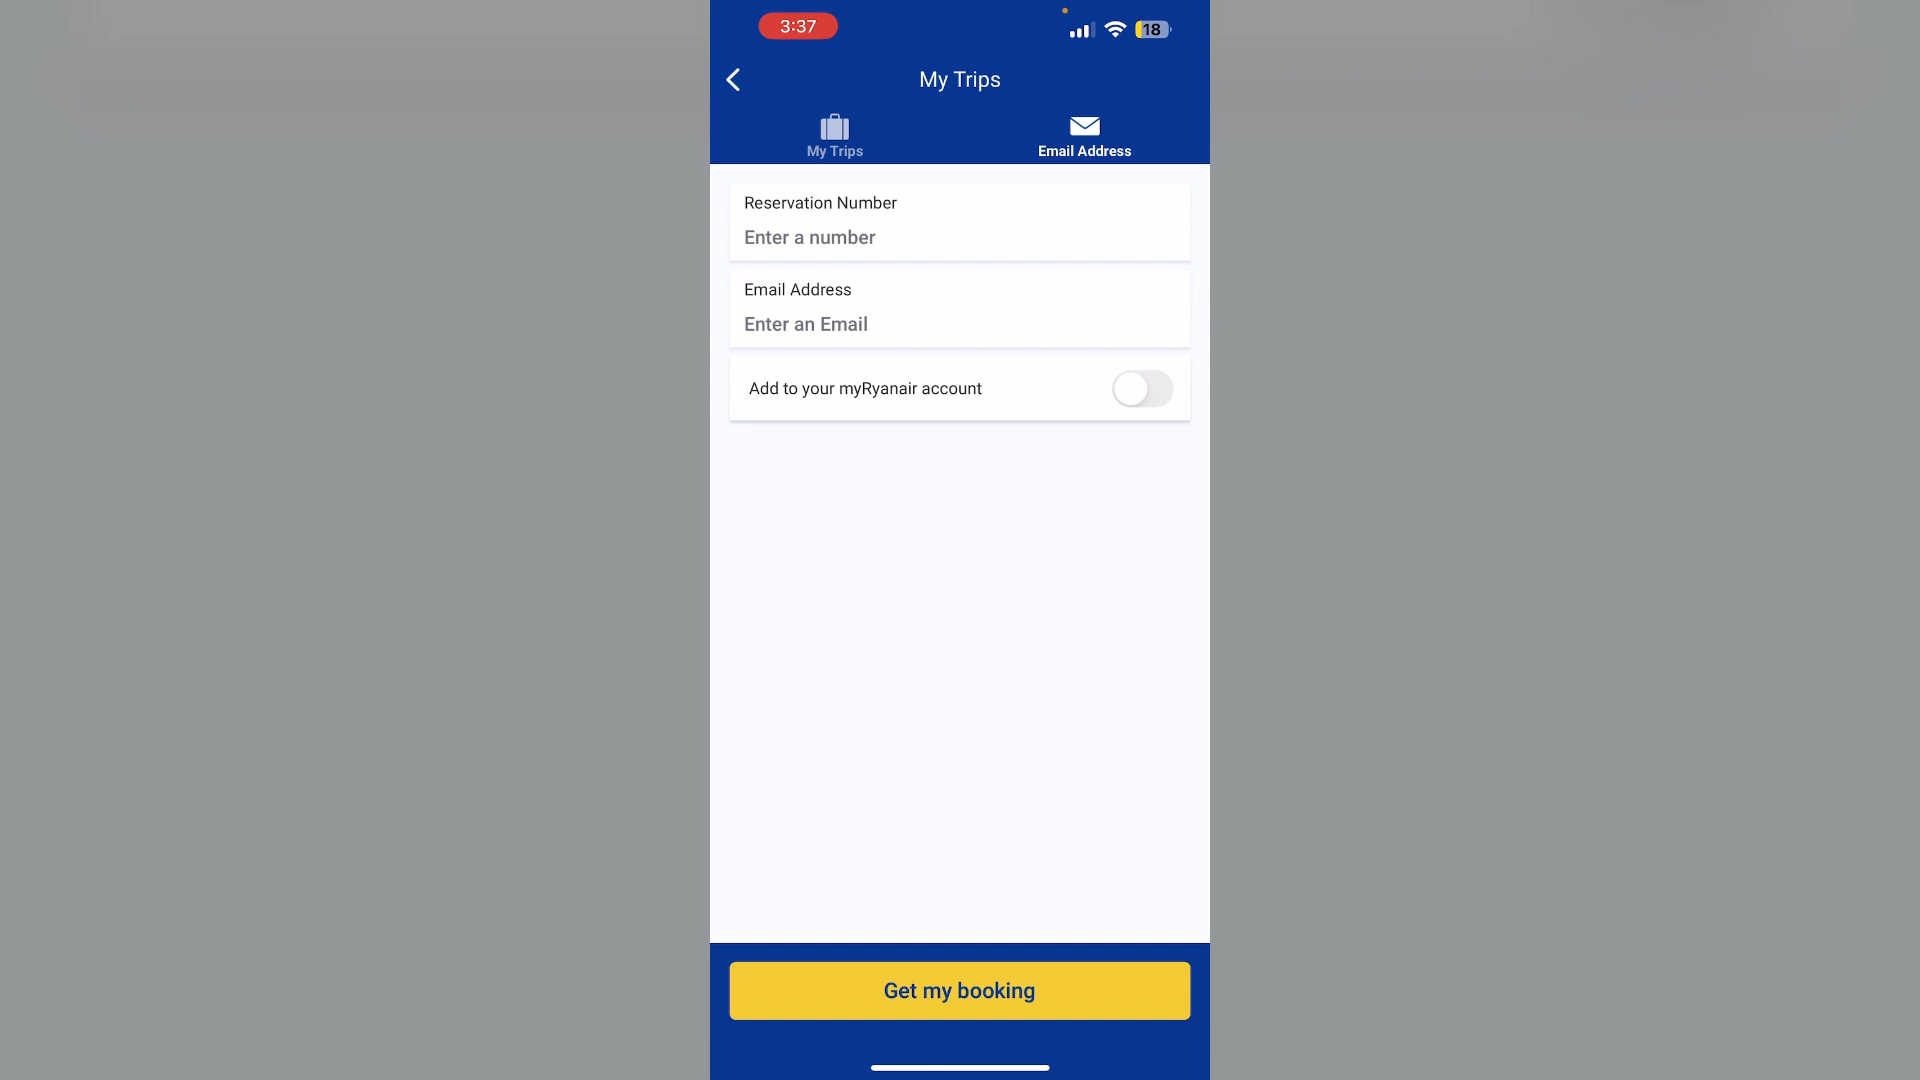 3:37
18
My Trips
My Trips
Email Address
Reservation Number
Enter a number
Email Address
Enter an Email
Add to your myRyanair account
Get my booking